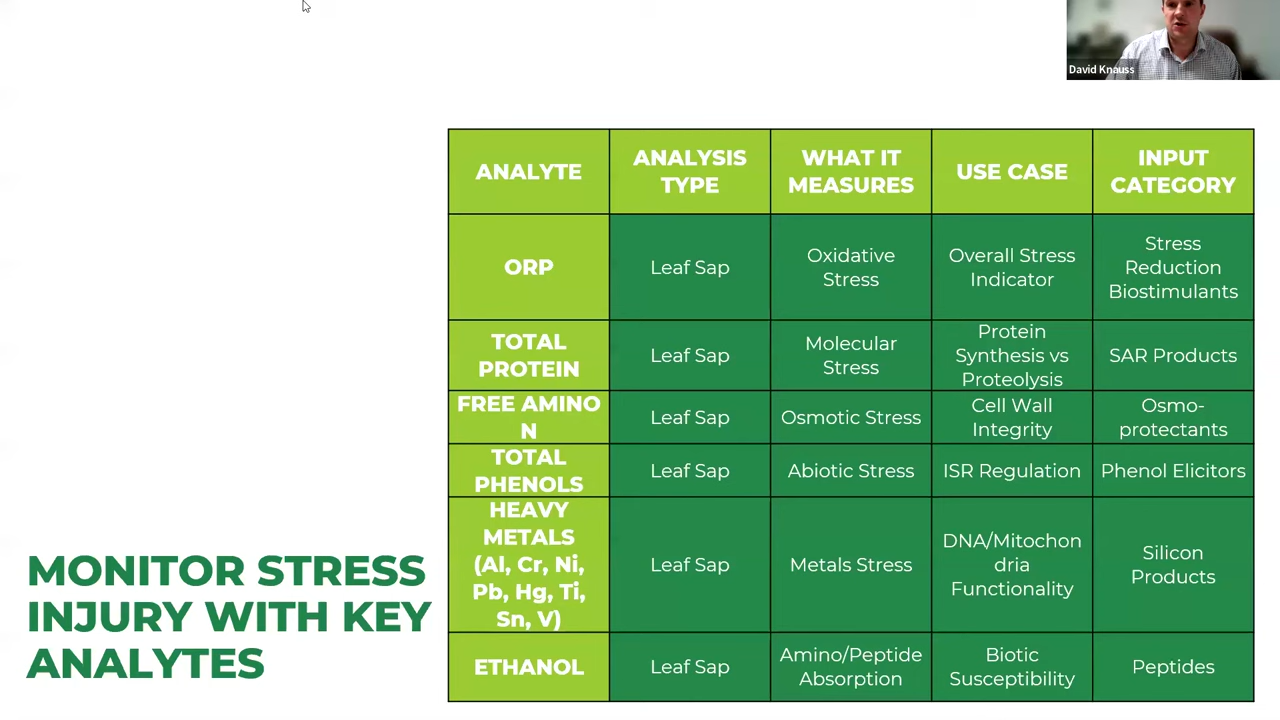 David Knauss
MONITOR STRESS
INJURY WITH KEY
ANALYTES
ANALYTE
ANALYSIS
TYPE
WHAT IT
MEASURES
USE CASE
INPUT
CATEGORY
ORP
Leaf Sap
Oxidative
Stress
Overall Stress
Indicator
Stress
Reduction
Biostimulants
TOTAL
PROTEIN
Leaf Sap
Molecular
Stress
Protein
Synthesis vs
Proteolysis
SAR Products
FREE AMINO
N
Leaf Sap
Osmotic Stress
Cell Wall
Integrity
Osmo-
protectants
TOTAL
PHENOLS
Leaf Sap
Abiotic Stress
ISR Regulation
Phenol Elicitors
HEAVY
METALS
(Al, Cr, Ni,
Pb, Hg, Ti,
Sn, V)
Leaf Sap
Metals Stress
DNA/Mitochon
dria
Functionality
Silicon
Products
ETHANOL
Leaf Sap
Amino/Peptide
Absorption
Biotic
Susceptibility
Peptides